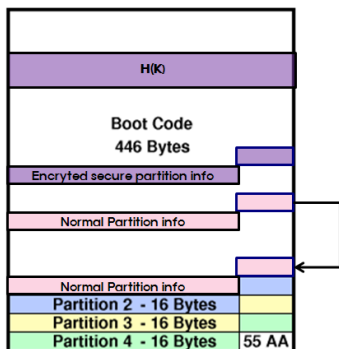 H(K)
Boot Code
446 Bytes
Encryted secure partition info
Normal Partition info
Normal Partition info
Partition 2 - 16 Bytes
Partition 3 - 16 Bytes
Partition 4 - 16 Bytes 55 AA